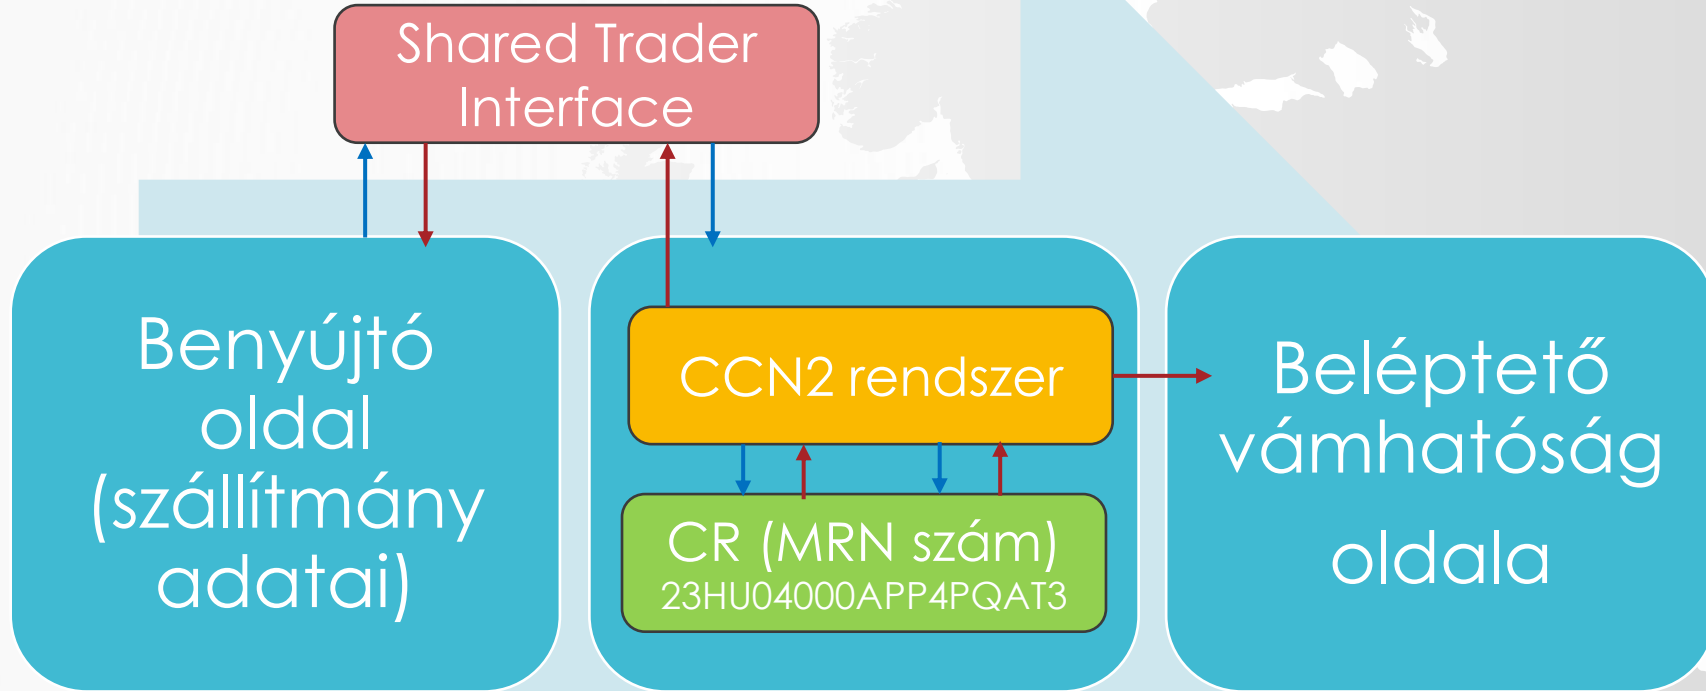 Shared Trader
Interface
Benyújtó
oldal
(szállítmány
adatai)
CCN2 rendszer
CR (MRN szám)
23HU04000APP4PQAT3
Beléptető
vámhatóság
oldala